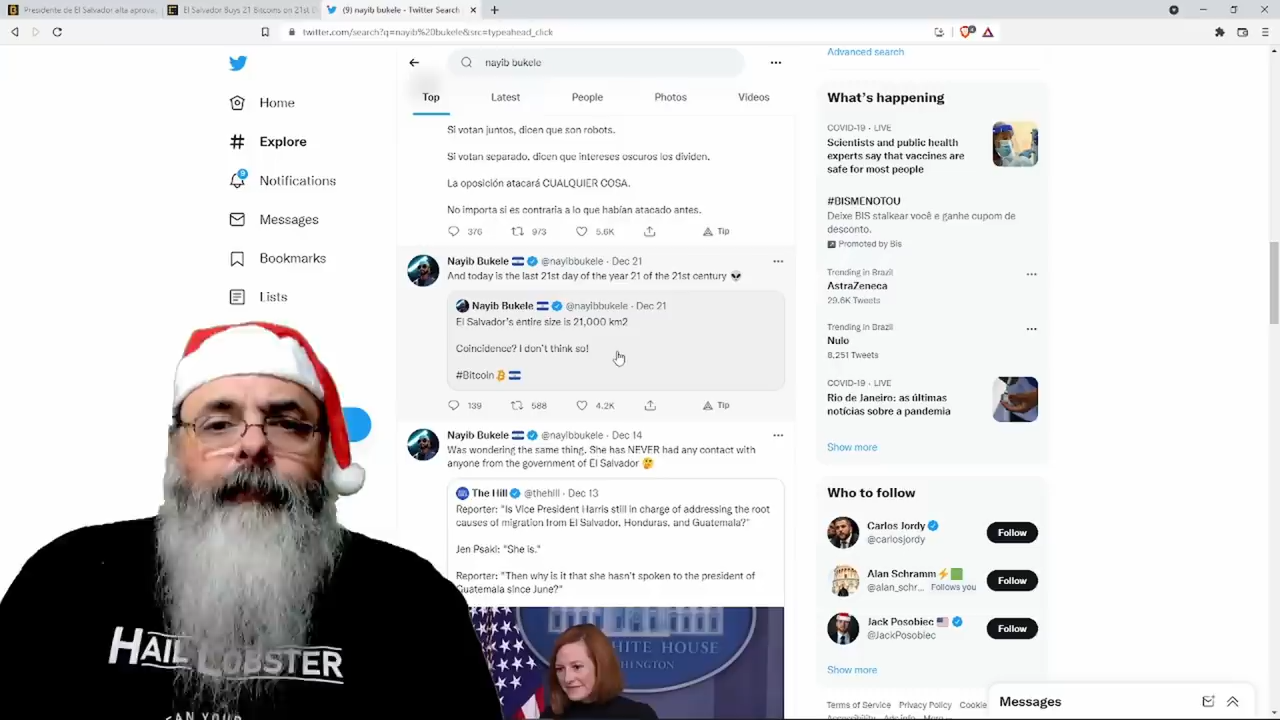 Presidente de El Salvador alta aprova
El Salvador Buys 21 Bitcoins on 21st D
(9) nayib bukele - Twitter Search
twitter.com/search?q=nayib%20bukele&src=typeahead_click
nayib bukele
Top
Latest
People
Photos
Videos
Home
Explore
9
Notifications
Messages
Bookmarks
Lists
Si votan juntos, dicen que son robots.
Si votan separado, dicen que intereses oscuros los dividen.
La oposición atacará CUALQUIER COSA.
No importa si es contraria a lo que habían atacado antes.
376
973
5.6K
Tip
Nayib Bukele @nayibbukele · Dec 21
And today is the last 21st day of the year 21 of the 21st century
Nayib Bukele @nayibbukele · Dec 21
El Salvador's entire size is 21,000 km2
Coincidence? I don't think so!
#Bitcoin
139
588
4.2K
Tip
Nayib Bukele @nayibbukele · Dec 14
Was wondering the same thing. She has NEVER had any contact with
anyone from the government of El Salvador
The Hill @thehill · Dec 13
Reporter: "Is Vice President Harris still in charge of addressing the root
causes of migration from El Salvador, Honduras, and Guatemala?"
Jen Psaki: "She is."
Reporter: "Then why is it that she hasn't spoken to the president of
Guatemala since June?"
HITE HOUSE
HINGTON
HAIL LOBSTER
CAN YOUR
Advanced search
What's happening
COVID-19 · LIVE
Scientists and public health
experts say that vaccines are
safe for most people
#BISMENOTOU
Deixe BIS stalkear você e ganhe cupom de
desconto.
Promoted by Bis
Trending in Brazil
AstraZeneca
29.6K Tweets
Trending in Brazil
Nulo
8,251 Tweets
COVID-19 · LIVE
Rio de Janeiro: as últimas
notícias sobre a pandemia
Show more
Who to follow
Carlos Jordy
@carlosjordy
Follow
Alan Schramm
@alan_schr... Follows you
Follow
Jack Posobiec
@JackPosobiec
Follow
Show more
Terms of Service Privacy Policy Cookie
Messages